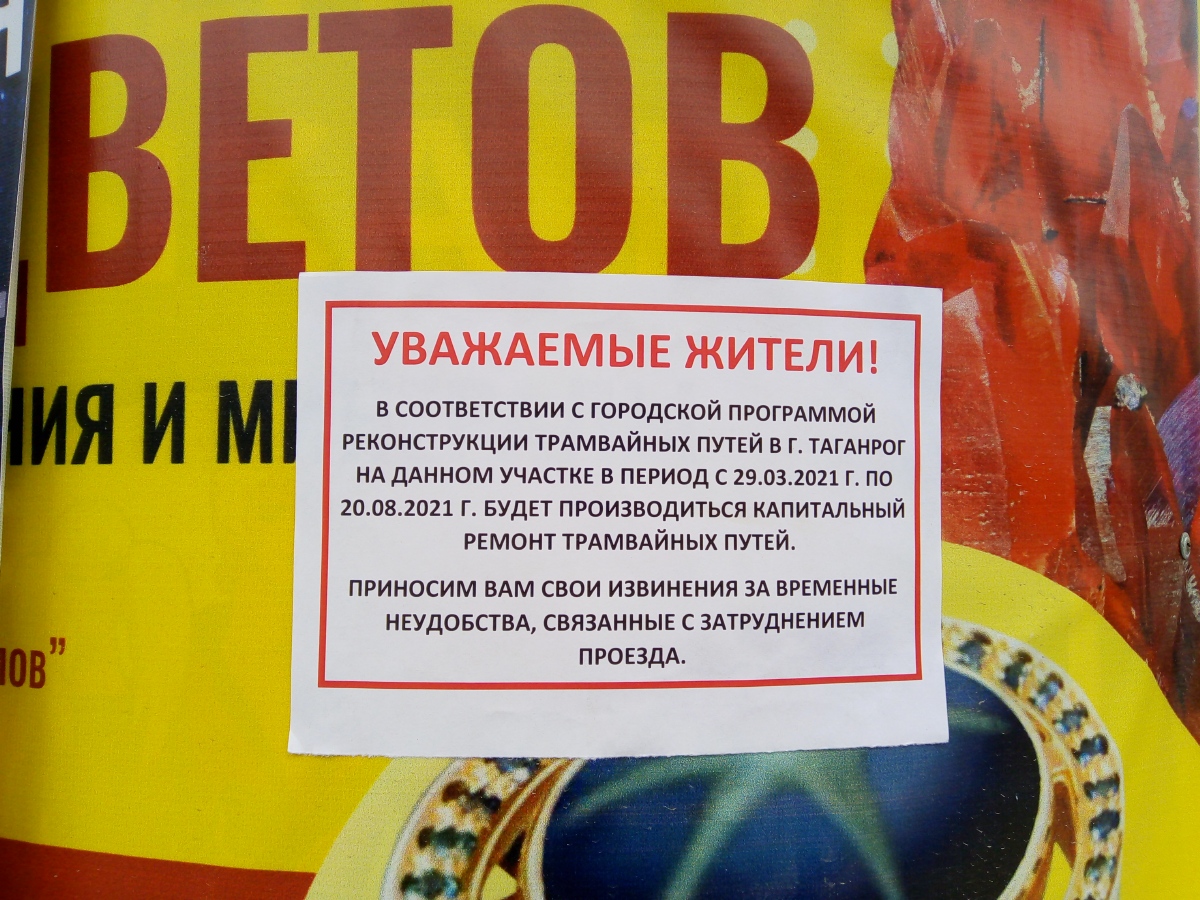 ВЕТОВ
НИЯ И М
УВАЖАЕМЫЕ ЖИТЕЛИ!
В СООТВЕТСТВИИ С ГОРОДСКОЙ ПРОГРАММОЙ
РЕКОНСТРУКЦИИ ТРАМВАЙНЫХ ПУТЕЙ В Г. ТАГАНРОГ
НА ДАННОМ УЧАСТКЕ В ПЕРИОД С 29.03.2021 Г. ПО
20.08.2021 Г. БУДЕТ ПРОИЗВОДИТЬСЯ КАПИТАЛЬНЫЙ
РЕМОНТ ТРАМВАЙНЫХ ПУТЕЙ.
ПРИНОСИМ ВАМ СВОИ ИЗВИНЕНИЯ ЗА ВРЕМЕННЫЕ
НЕУДОБСТВА, СВЯЗАННЫЕ С ЗАТРУДНЕНИЕМ
ПРОЕЗДА.
ОВ”